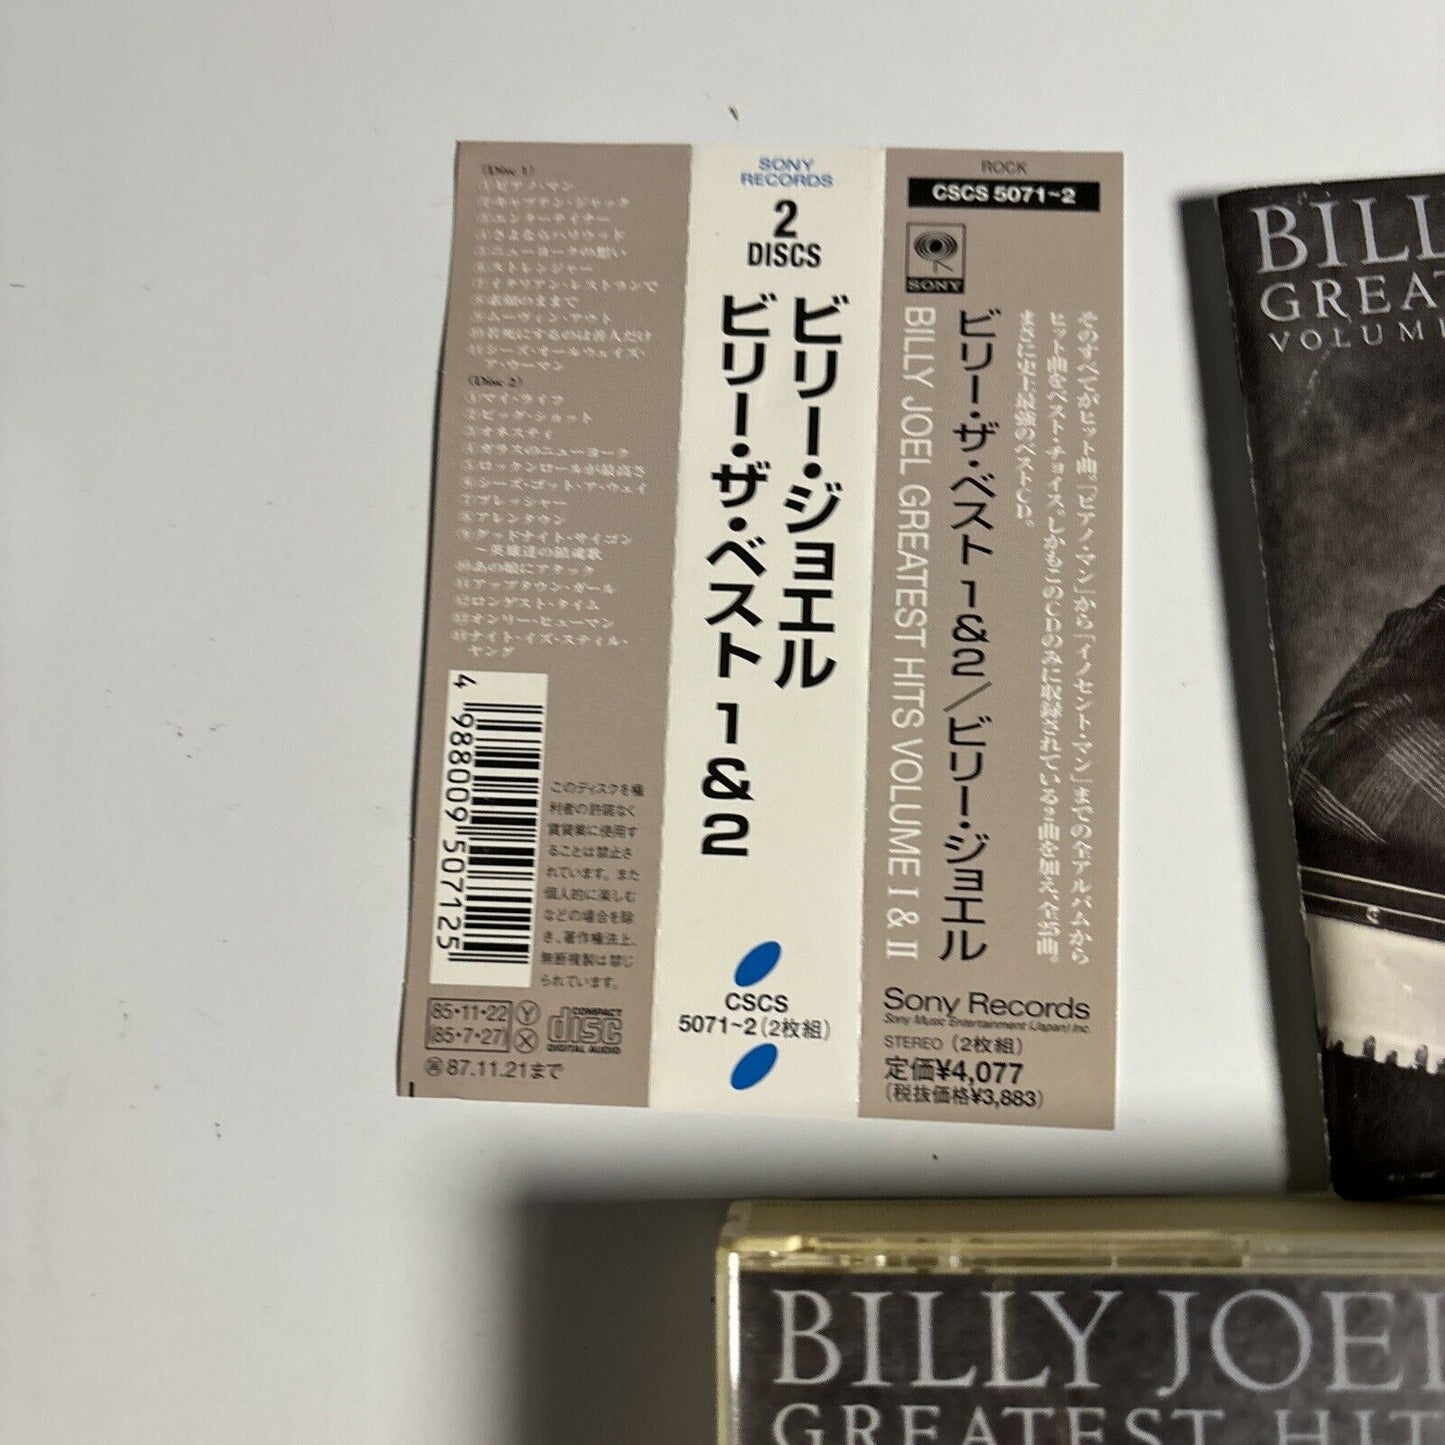 (Disc 1)
①ピアノ・マン
②キャプテン・ジャック
③エンターテイナー
④さよならハリウッド
⑤ニューヨークの想い
⑥ストレンジャー
⑦イタリアン・レストランで
⑧素顔のままで
⑨ムーヴィン・アウト
⑩若死にするのは善人だけ
⑪シーズ・オールウェイズ・
ア・ウーマン
(Disc 2)
①マイ・ライフ
②ビッグ・ショット
③オネスティ
④ガラスのニューヨーク
⑤ロックンロールが最高さ
⑥シーズ・ゴット・ア・ウェイ
⑦プレッシャー
⑧アレンタウン
⑨グッドナイト・サイゴン
〜英雄達の鎮魂歌
⑩あの娘にアタック
⑪アップタウン・ガール
⑫ロンゲスト・タイム
⑬オンリー・ヒューマン
⑭ナイト・イズ・スティル・
ヤング
4 988009 507125
このディスクを権
利者の許諾なく
賃貸業に使用す
ることは禁止さ
れています。また
個人的に楽しむ
などの場合を除
き、著作権法上、
無断複製は禁じ
られています。
85・11・22 Ⓨ
(85・7・27) Ⓧ
COMPACT
disc
DIGITAL AUDIO
㋮87.11.21まで
SONY
RECORDS
2
DISCS
ビリー・ジョエル
ビリー・ザ・ベスト 1&2
CSCS
5071~2(2枚組)
ROCK
CSCS 5071~2
SONY
そのすべてがヒット曲。「ピアノ・マン」から「イノセント・マン」までの全アルバムから
ヒット曲をベスト・チョイス。しかもこのCDのみに収録されている2曲を加え、全25曲。
まさに史上最強のベストCD。
ビリー・ザ・ベスト 1&2/ビリー・ジョエル
BILLY JOEL GREATEST HITS VOLUME I & II
Sony Records
Sony Music Entertainment (Japan) Inc.
STEREO (2枚組)
定価¥4,077
(税抜価格¥3,883)
BILL
GREAT
VOLUME
BILLY JOEL
GREATEST HIT